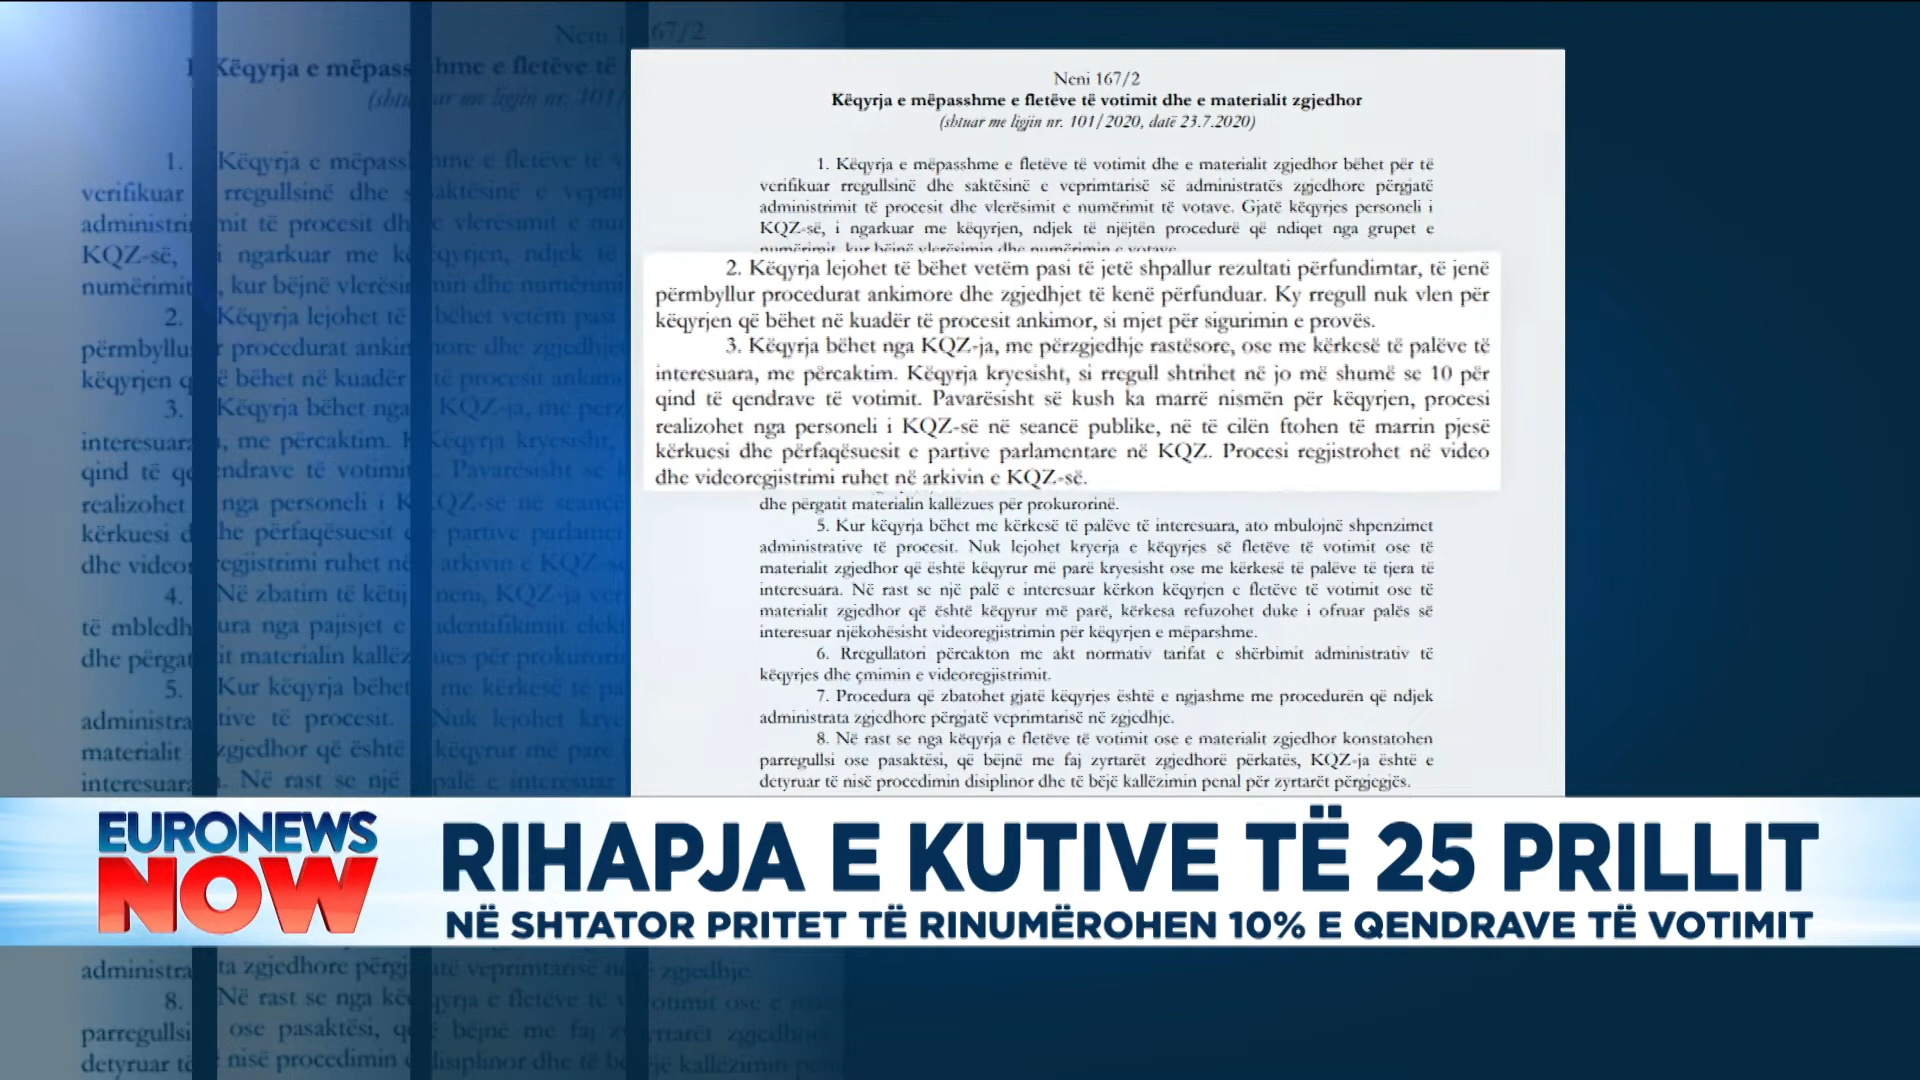 Neni 167/2
Këqyrja e mëpasshme e fletëve të votimit dhe e materialit zgjedhor
(shtuar me ligjin nr. 101/2020, datë 23.7.2020)
1. Këqyrja e mëpasshme e fletëve të votimit dhe e materialit zgjedhor bëhet për të
verifikuar rregullsinë dhe saktësinë e veprimtarisë së administratës zgjedhore përgjatë
administrimit të procesit dhe vlerësimit e numërimit të votave. Gjatë këqyrjes personeli i
KQZ-së, i ngarkuar me këqyrjen, ndjek të njëjtën procedurë që ndiqet nga grupet e
numërimit, kur bëjnë vlerësimin dhe numërimin e votave.
2. Këqyrja lejohet të bëhet vetëm pasi të jetë shpallur rezultati përfundimtar, të jenë
përmbyllur procedurat ankimore dhe zgjedhjet të kenë përfunduar. Ky rregull nuk vlen për
këqyrjen që bëhet në kuadër të procesit ankimor, si mjet për sigurimin e provës.
3. Këqyrja bëhet nga KQZ-ja, me përzgjedhje rastësore, ose me kërkesë të palëve të
interesuara, me përcaktim. Këqyrja kryesisht, si rregull shtrihet në jo më shumë se 10 për
qind të qendrave të votimit. Pavarësisht së kush ka marrë nismën për këqyrjen, procesi
realizohet nga personeli i KQZ-së në seancë publike, në të cilën ftohen të marrin pjesë
kërkuesi dhe përfaqësuesit e partive parlamentare në KQZ. Procesi regjistrohet në video
dhe videoregjistrimi ruhet në arkivin e KQZ-së.
dhe përgatit materialin kallëzues për prokurorinë.
5. Kur këqyrja bëhet me kërkesë të palëve të interesuara, ato mbulojnë shpenzimet
administrative të procesit. Nuk lejohet kryerja e këqyrjes së fletëve të votimit ose të
materialit zgjedhor që është këqyrur më parë kryesisht ose me kërkesë të palëve të tjera të
interesuara. Në rast se një palë e interesuar kërkon këqyrjen e fletëve të votimit ose të
materialit zgjedhor që është këqyrur më parë, kërkesa refuzohet duke i ofruar palës së
interesuar njëkohësisht videoregjistrimin për këqyrjen e mëparshme.
6. Rregullatori përcakton me akt normativ tarifat e shërbimit administrativ të
këqyrjes dhe çmimin e videoregjistrimit.
7. Procedura që zbatohet gjatë këqyrjes është e ngjashme me procedurën që ndjek
administrata zgjedhore përgjatë veprimtarisë në zgjedhje.
8. Në rast se nga këqyrja e fletëve të votimit ose e materialit zgjedhor konstatohen
parregullsi ose pasaktësi, që bëjnë me faj zyrtarët zgjedhorë përkatës, KQZ-ja është e
detyruar të nisë procedimin disiplinor dhe të bëjë kallëzimin penal për zyrtarët përgjegjës.
EURONEWS
NOW
RIHAPJA E KUTIVE TË 25 PRILLIT
NË SHTATOR PRITET TË RINUMËROHEN 10% E QENDRAVE TË VOTIMIT